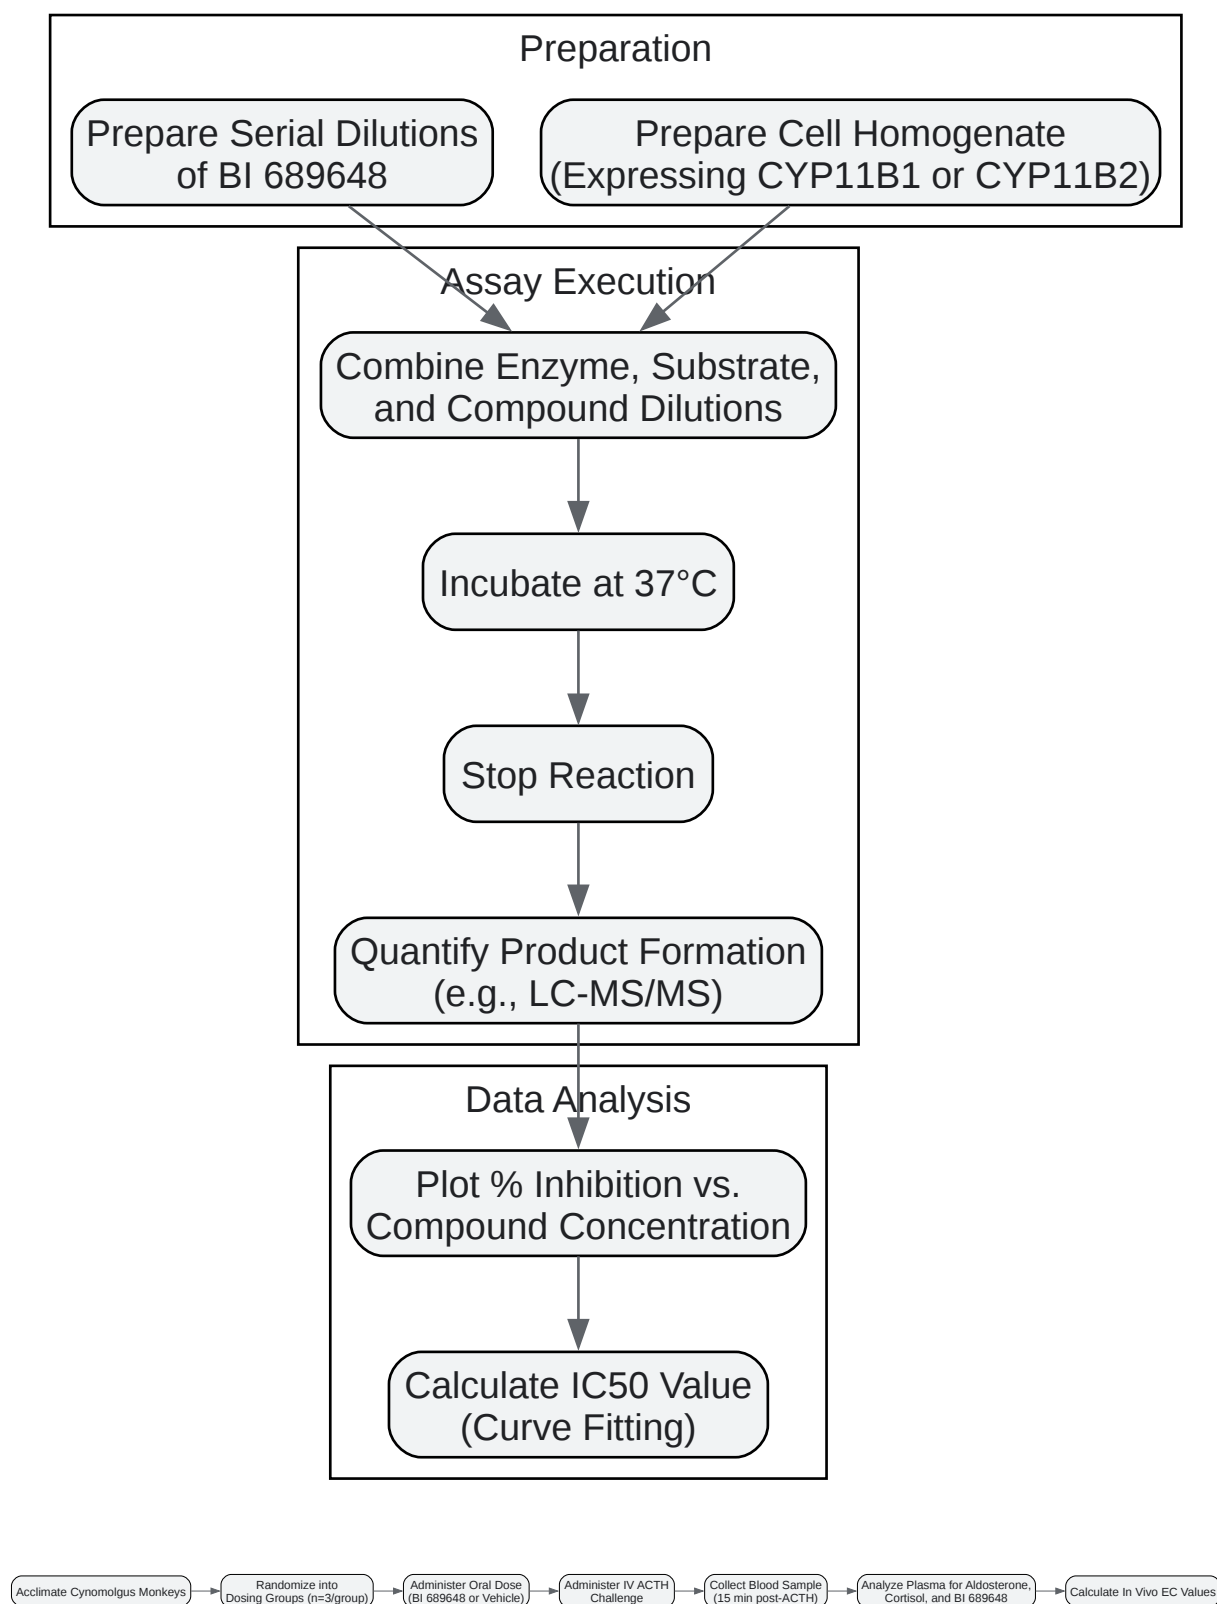 Preparation
Prepare Serial Dilutions
of BI 689648
Prepare Cell Homogenate
(Expressing CYP11B1 or CYP11B2)
Assay Execution
Combine Enzyme, Substrate,
and Compound Dilutions
Incubate at 37°C
Stop Reaction
Quantify Product Formation
(e.g., LC-MS/MS)
Data Analysis
Plot % Inhibition vs.
Compound Concentration
Calculate IC50 Value
(Curve Fitting)
Acclimate Cynomolgus Monkeys
Randomize into
Dosing Groups (n=3/group)
Administer Oral Dose
(BI 689648 or Vehicle)
Administer IV ACTH
Challenge
Collect Blood Sample
(15 min post-ACTH)
Analyze Plasma for Aldosterone,
Cortisol, and BI 689648
Calculate In Vivo EC Values